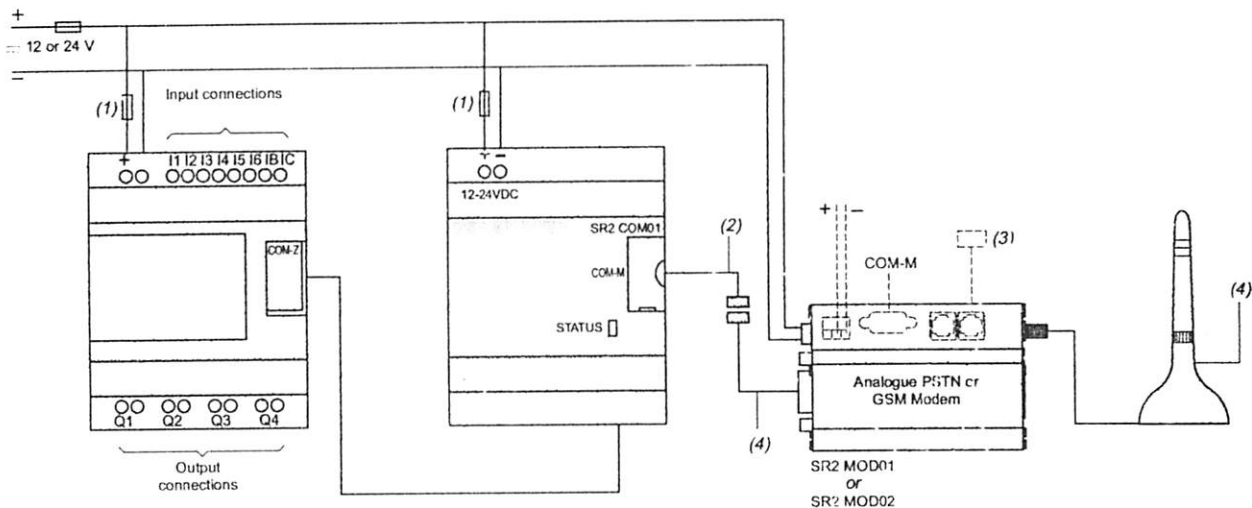 +
12 or 24 V
−
(1)
Input connections
+
I1 I2 I3 I4 I5 I6 IB IC
COM-Z
Q1 Q2 Q3 Q4
Output
connections
(1)
−
12-24VDC
SR2 COM01
COM-M
STATUS
(2)
(4)
+ −
COM-M
(3)
Analogue PSTN or
GSM Modem
SR2 MOD01
or
SR2 MOD02
(4)